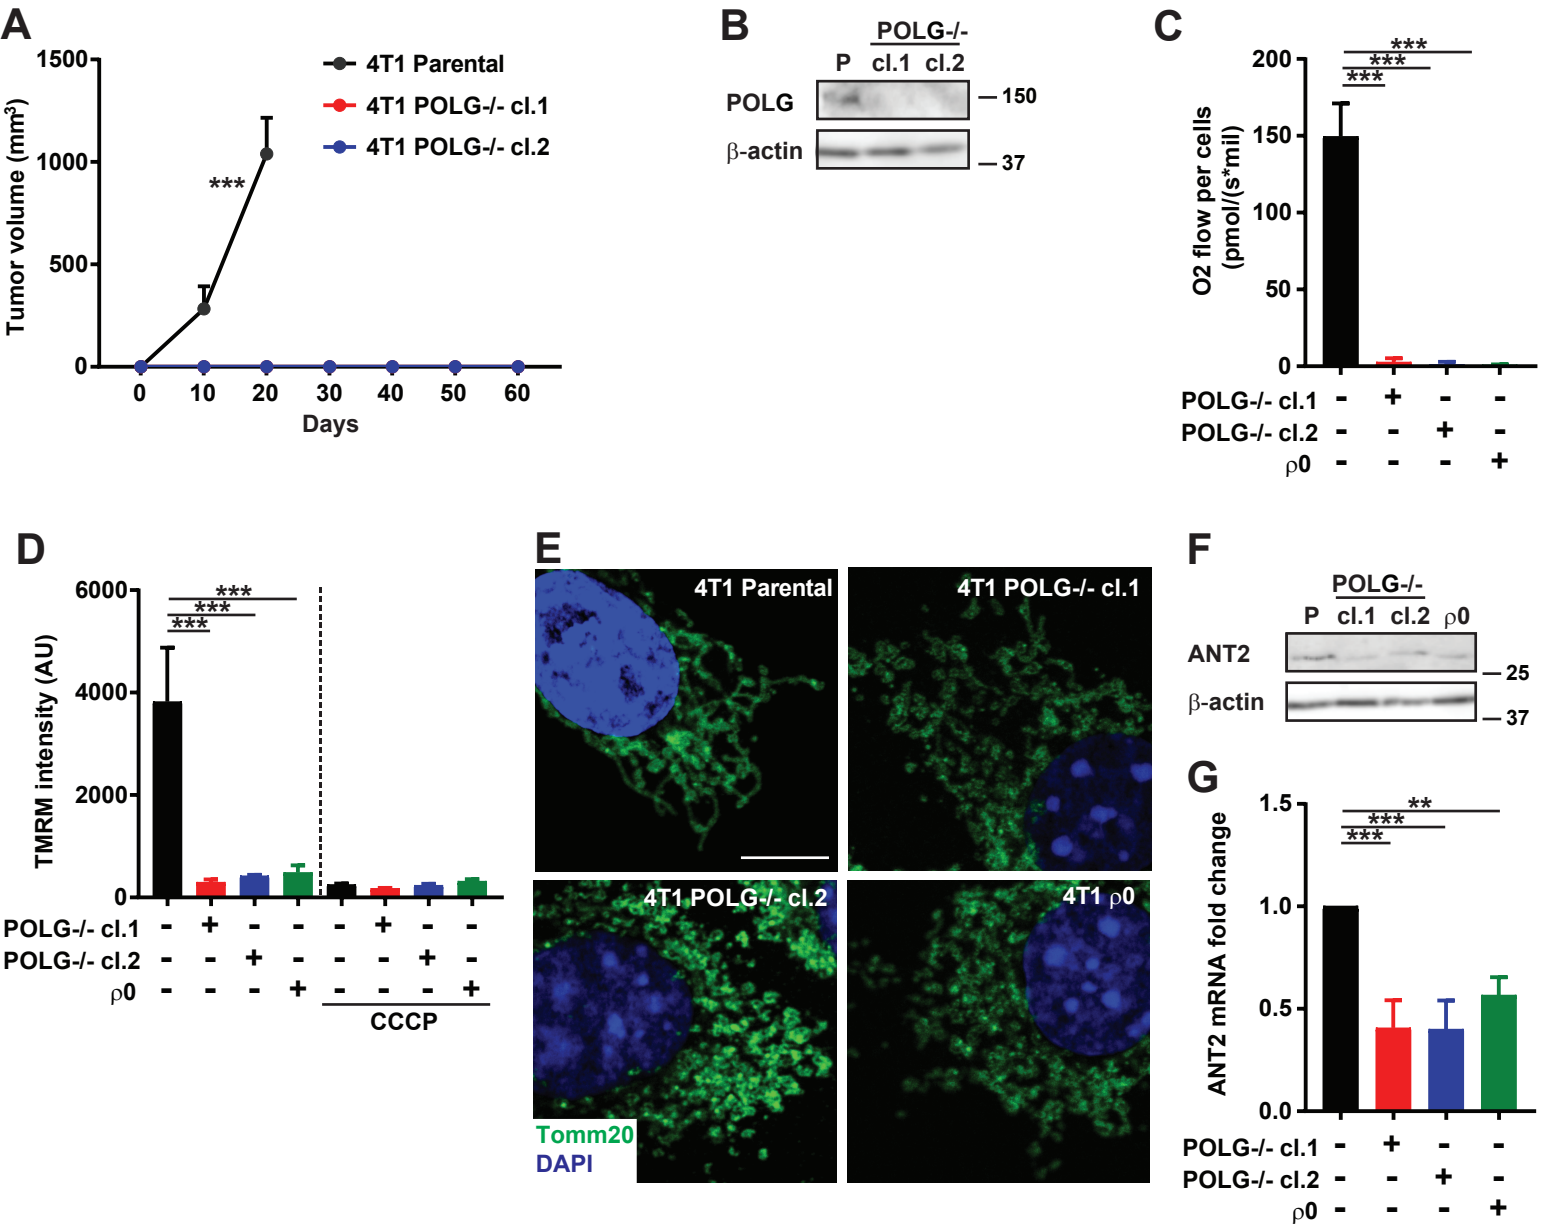 A
Tumor volume (mm³)
1500
1000
500
0
0 10 20 30 40 50 60
Days
***
4T1 Parental
4T1 POLG-/- cl.1
4T1 POLG-/- cl.2
B
POLG-/-
P cl.1 cl.2
POLG
150
β-actin
37
C
O2 flow per cells
(pmol/(s*mil)
200
150
100
50
0
***
***
***
POLG-/- cl.1 - + - -
POLG-/- cl.2 - - + -
ρ0 - - - +
D
TMRM intensity (AU)
6000
4000
2000
0
***
***
***
POLG-/- cl.1 - + - - - + - -
POLG-/- cl.2 - - + - - - + -
ρ0 - - - + - - - +
CCCP
E
4T1 Parental
4T1 POLG-/- cl.1
4T1 POLG-/- cl.2
4T1 ρ0
Tomm20
DAPI
F
POLG-/-
P cl.1 cl.2 ρ0
ANT2
25
β-actin
37
G
ANT2 mRNA fold change
1.5
1.0
0.5
0.0
**
***
***
POLG-/- cl.1 - + - -
POLG-/- cl.2 - - + -
ρ0 - - - +